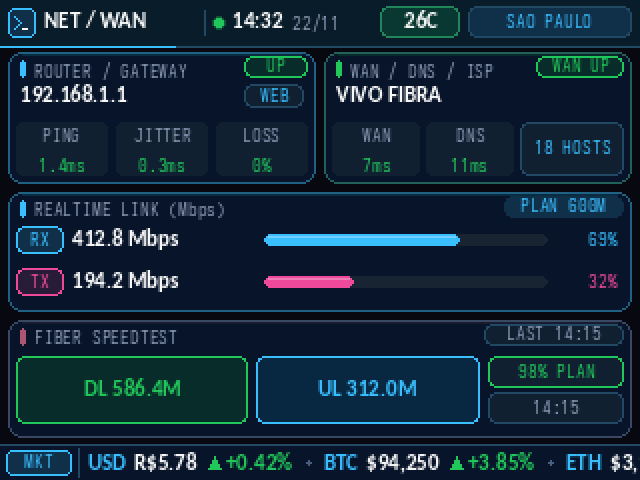 NET / WAN 14:32 22/11 26C SAO PAULO
ROUTER / GATEWAY UP
192.168.1.1 WEB
PING JITTER LOSS
1.4ms 0.3ms 0%
WAN / DNS / ISP WAN UP
VIVO FIBRA
WAN DNS 18 HOSTS
7ms 11ms
REALTIME LINK (Mbps) PLAN 600M
RX 412.8 Mbps 69%
TX 194.2 Mbps 32%
FIBER SPEEDTEST LAST 14:15
DL 586.4M UL 312.0M 98% PLAN
14:15
MKT USD R$5.78 ▲+0.42% • BTC $94,250 ▲+3.85% • ETH $3,